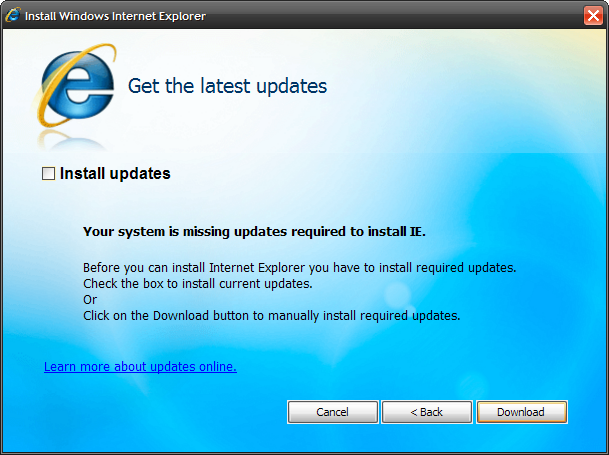 Install Windows Internet Explorer
Get the latest updates
Install updates
Your system is missing updates required to install IE.
Before you can install Internet Explorer you have to install required updates.
Check the box to install current updates.
Or
Click on the Download button to manually install required updates.
Learn more about updates online.
Cancel
< Back
Download